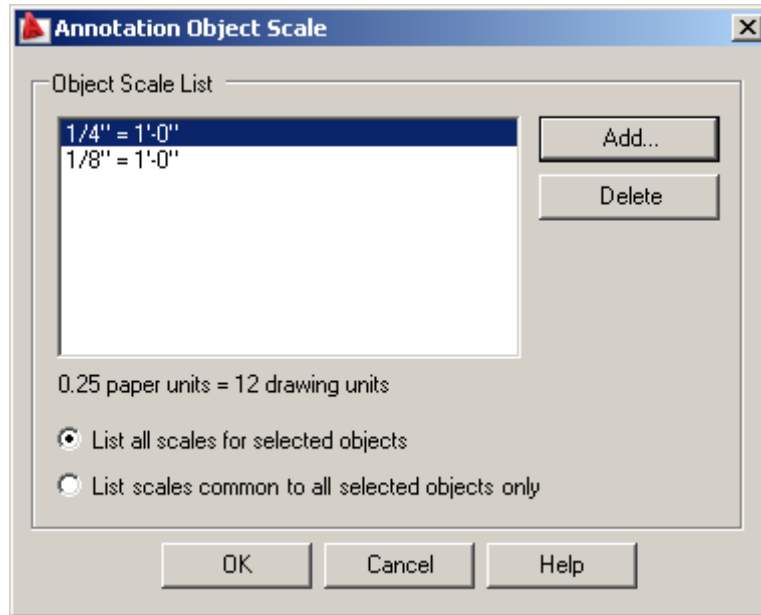 Annotation Object Scale
Object Scale List
1/4" = 1'-0"
1/8" = 1'-0"
Add...
Delete
0.25 paper units = 12 drawing units
List all scales for selected objects
List scales common to all selected objects only
OK Cancel Help